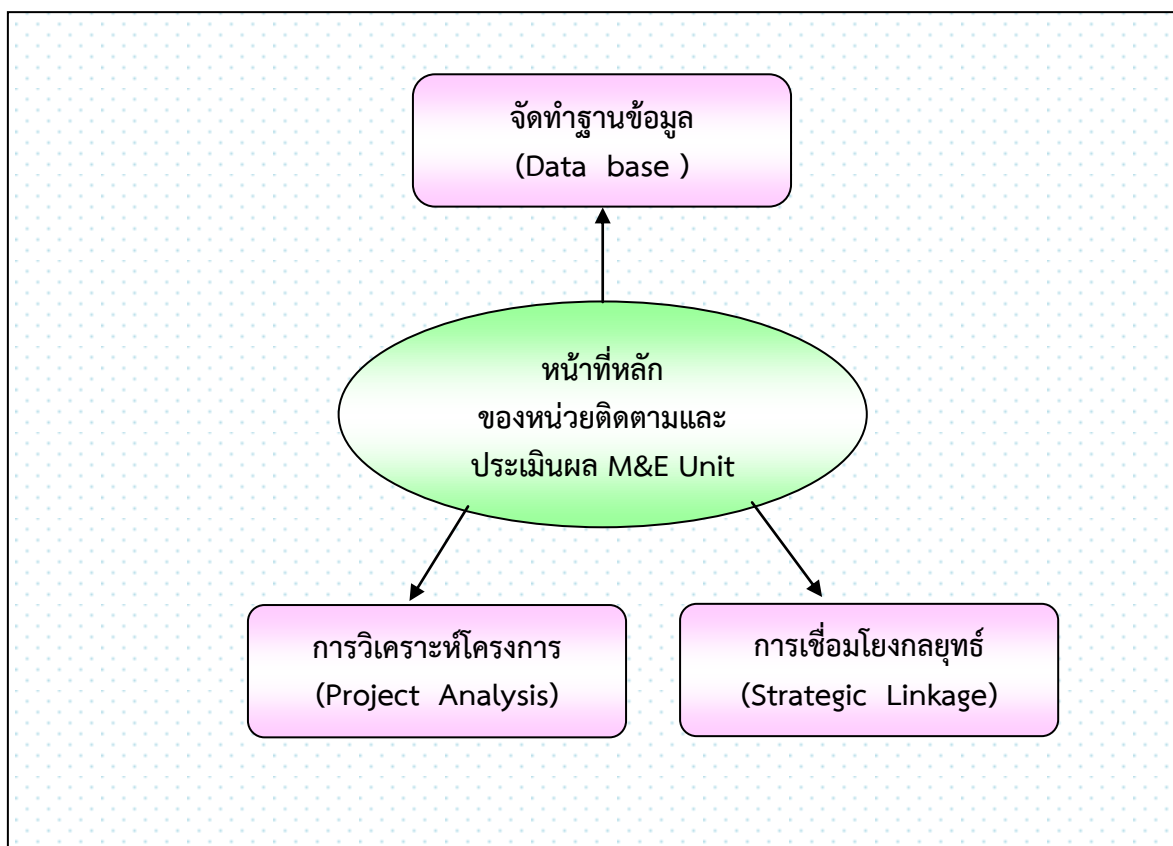 จัดทำฐานข้อมูล
(Data base )
หน้าที่หลัก
ของหน่วยติดตามและ
ประเมินผล M&E Unit
การวิเคราะห์โครงการ
(Project Analysis)
การเชื่อมโยงกลยุทธ์
(Strategic Linkage)